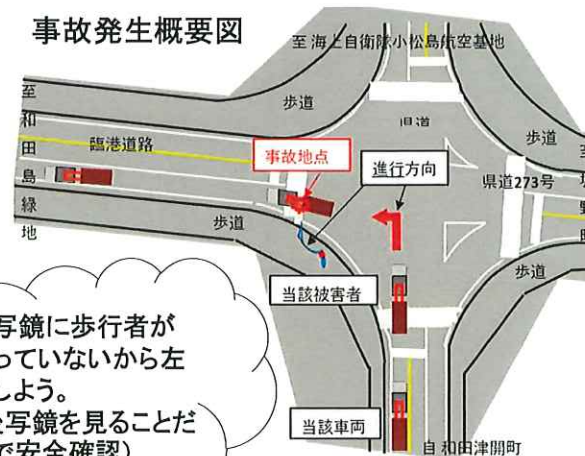 事故発生概要図
至 海上自衛隊小松島航空基地
至和田島緑地
歩道
県道
歩道
臨港道路
事故地点
進行方向
県道273号
歩道
歩道
当該被害者
写鏡に歩行者が
っていないから左
しよう。
写鏡を見ることだ
で安全確認)
当該車両
自 和田津開町